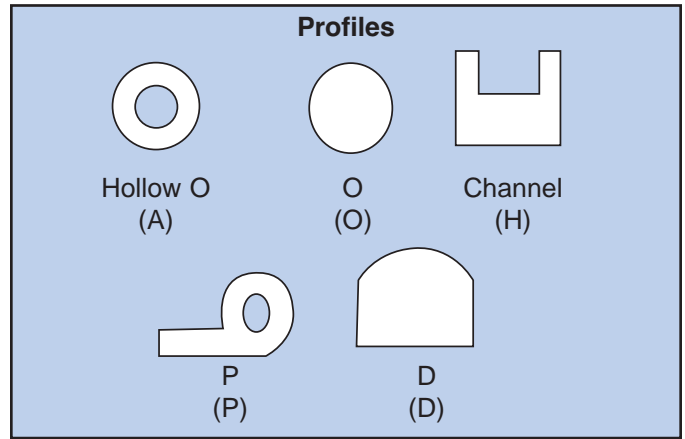 Profiles
Hollow O
(A)
O
(O)
Channel
(H)
P
(P)
D
(D)